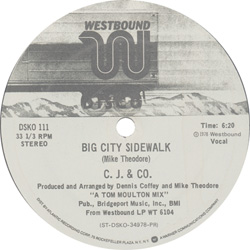 WESTBOUND
DSKO 111
33 1/3 RPM
STEREO
Time: 6:20
℗ 1978 Westbound
Vocal
BIG CITY SIDEWALK
(Mike Theodore)
C. J. & CO.
Produced and Arranged by Dennis Coffey and Mike Theodore
"A TOM MOULTON MIX"
Pub., Bridgeport Music, Inc., BMI
From Westbound LP WT 6104
(ST-DSKO-34978-PR)